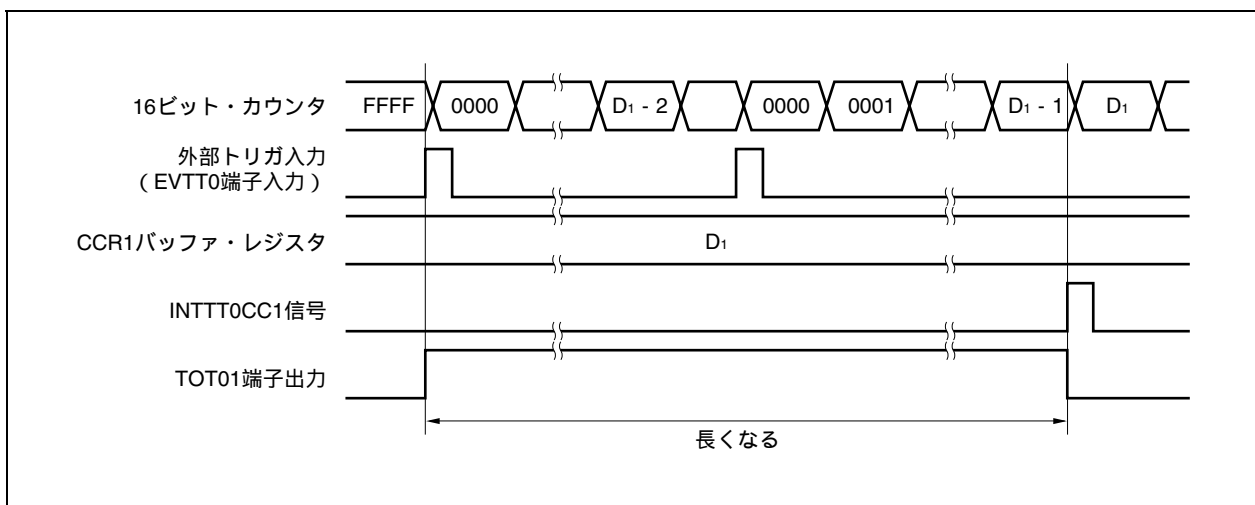 16ビット・カウンタ FFFF 0000 D1 - 2 0000 0001 D1 - 1 D1
外部トリガ入力
（EVTT0端子入力）
CCR1バッファ・レジスタ D1
INTTT0CC1信号
TOT01端子出力
長くなる